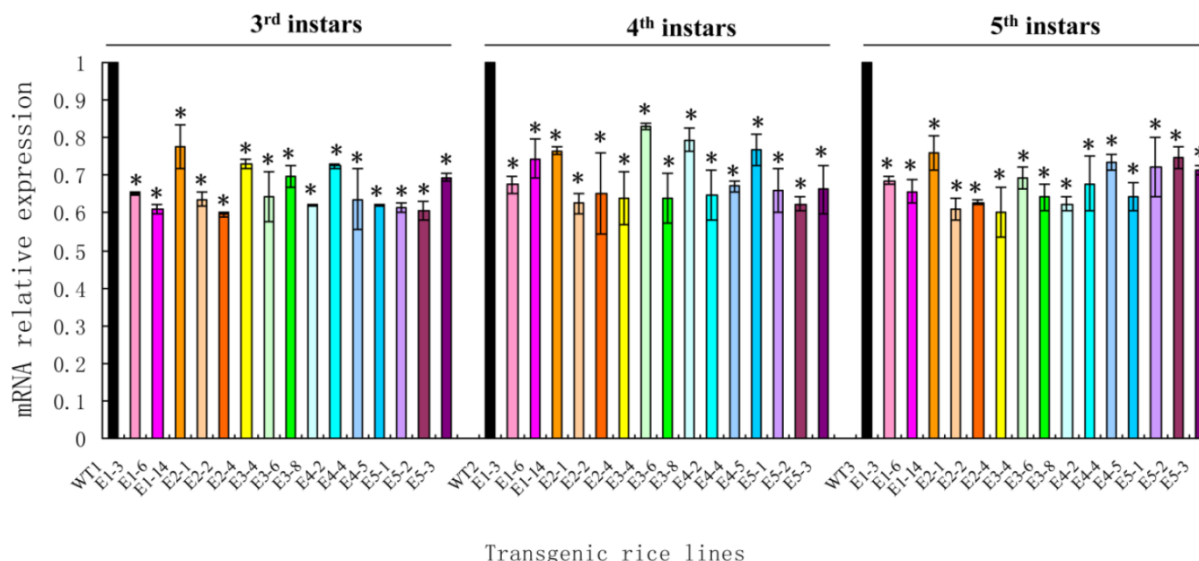 3rd instars 4th instars 5th instars
mRNA relative expression
1
0.9
0.8
0.7
0.6
0.5
0.4
0.3
0.2
0.1
0
* * * * * * * * * * * * * * *
* * * * * * * * * * * * * *
* * * * * * * * * * * * * *
WT1 E1-3 E1-6 E1-14 E2-1 E2-2 E2-4 E3-4 E3-6 E3-8 E4-2 E4-4 E4-5 E5-1 E5-2 E5-3
WT2 E1-3 E1-6 E1-14 E2-1 E2-2 E2-4 E3-4 E3-6 E3-8 E4-2 E4-4 E4-5 E5-1 E5-2 E5-3
WT3 E1-3 E1-6 E1-14 E2-1 E2-2 E2-4 E3-4 E3-6 E3-8 E4-2 E4-4 E4-5 E5-1 E5-2 E5-3
Transgenic rice lines